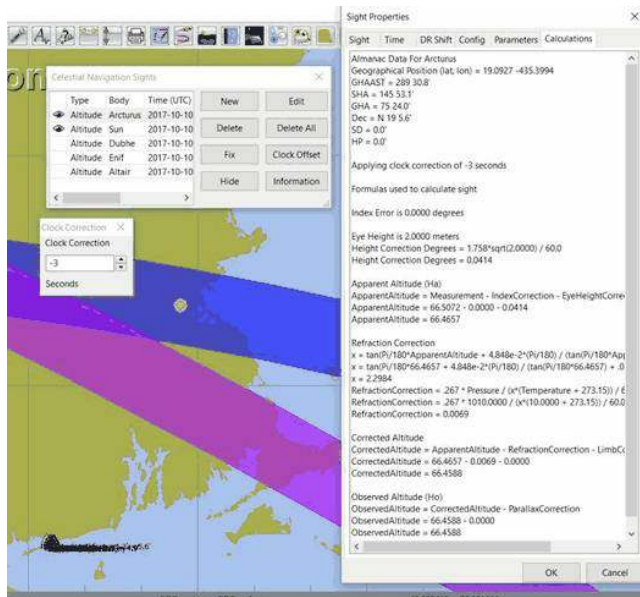 Celestial Navigation Sights
Type Body Time (UTC)
Altitude Arcturus 2017-10-10
Altitude Sun 2017-10-10
Altitude Dubhe 2017-10-10
Altitude Enif 2017-10-10
Altitude Altair 2017-10-10
New Edit
Delete Delete All
Fix Clock Offset
Hide Information
Clock Correction
Clock Correction
-3
Seconds
Sight Properties
Sight Time DR Shift Config Parameters Calculations
Almanac Data For Arcturus
Geographical Position (lat, lon) = 19.0927 -435.3994
GHAAST = 289 30.8'
SHA = 145 53.1'
GHA = 75 24.0'
Dec = N 19 5.6'
SD = 0.0'
HP = 0.0'
Applying clock correction of -3 seconds
Formulas used to calculate sight
Index Error is 0.0000 degrees
Eye Height is 2.0000 meters
Height Correction Degrees = 1.758*sqrt(2.0000) / 60.0
Height Correction Degrees = 0.0414
Apparent Altitude (Ha)
ApparentAltitude = Measurement - IndexCorrection - EyeHeightCorre
ApparentAltitude = 66.5072 - 0.0000 - 0.0414
ApparentAltitude = 66.4657
Refraction Correction
x = tan(Pi/180*ApparentAltitude + 4.848e-2*(Pi/180) / (tan(Pi/180*App
x = tan(Pi/180*66.4657 + 4.848e-2*(Pi/180) / (tan(Pi/180*66.4657) + .0
x = 2.2984
RefractionCorrection = .267 * Pressure / (x*(Temperature + 273.15)) / 6
RefractionCorrection = .267 * 1010.0000 / (x*(10.0000 + 273.15)) / 60.0
RefractionCorrection = 0.0069
Corrected Altitude
CorrectedAltitude = ApparentAltitude - RefractionCorrection - LimbCo
CorrectedAltitude = 66.4657 - 0.0069 - 0.0000
CorrectedAltitude = 66.4588
Observed Altitude (Ho)
ObservedAltitude = CorrectedAltitude - ParallaxCorrection
ObservedAltitude = 66.4588 - 0.0000
ObservedAltitude = 66.4588
OK Cancel